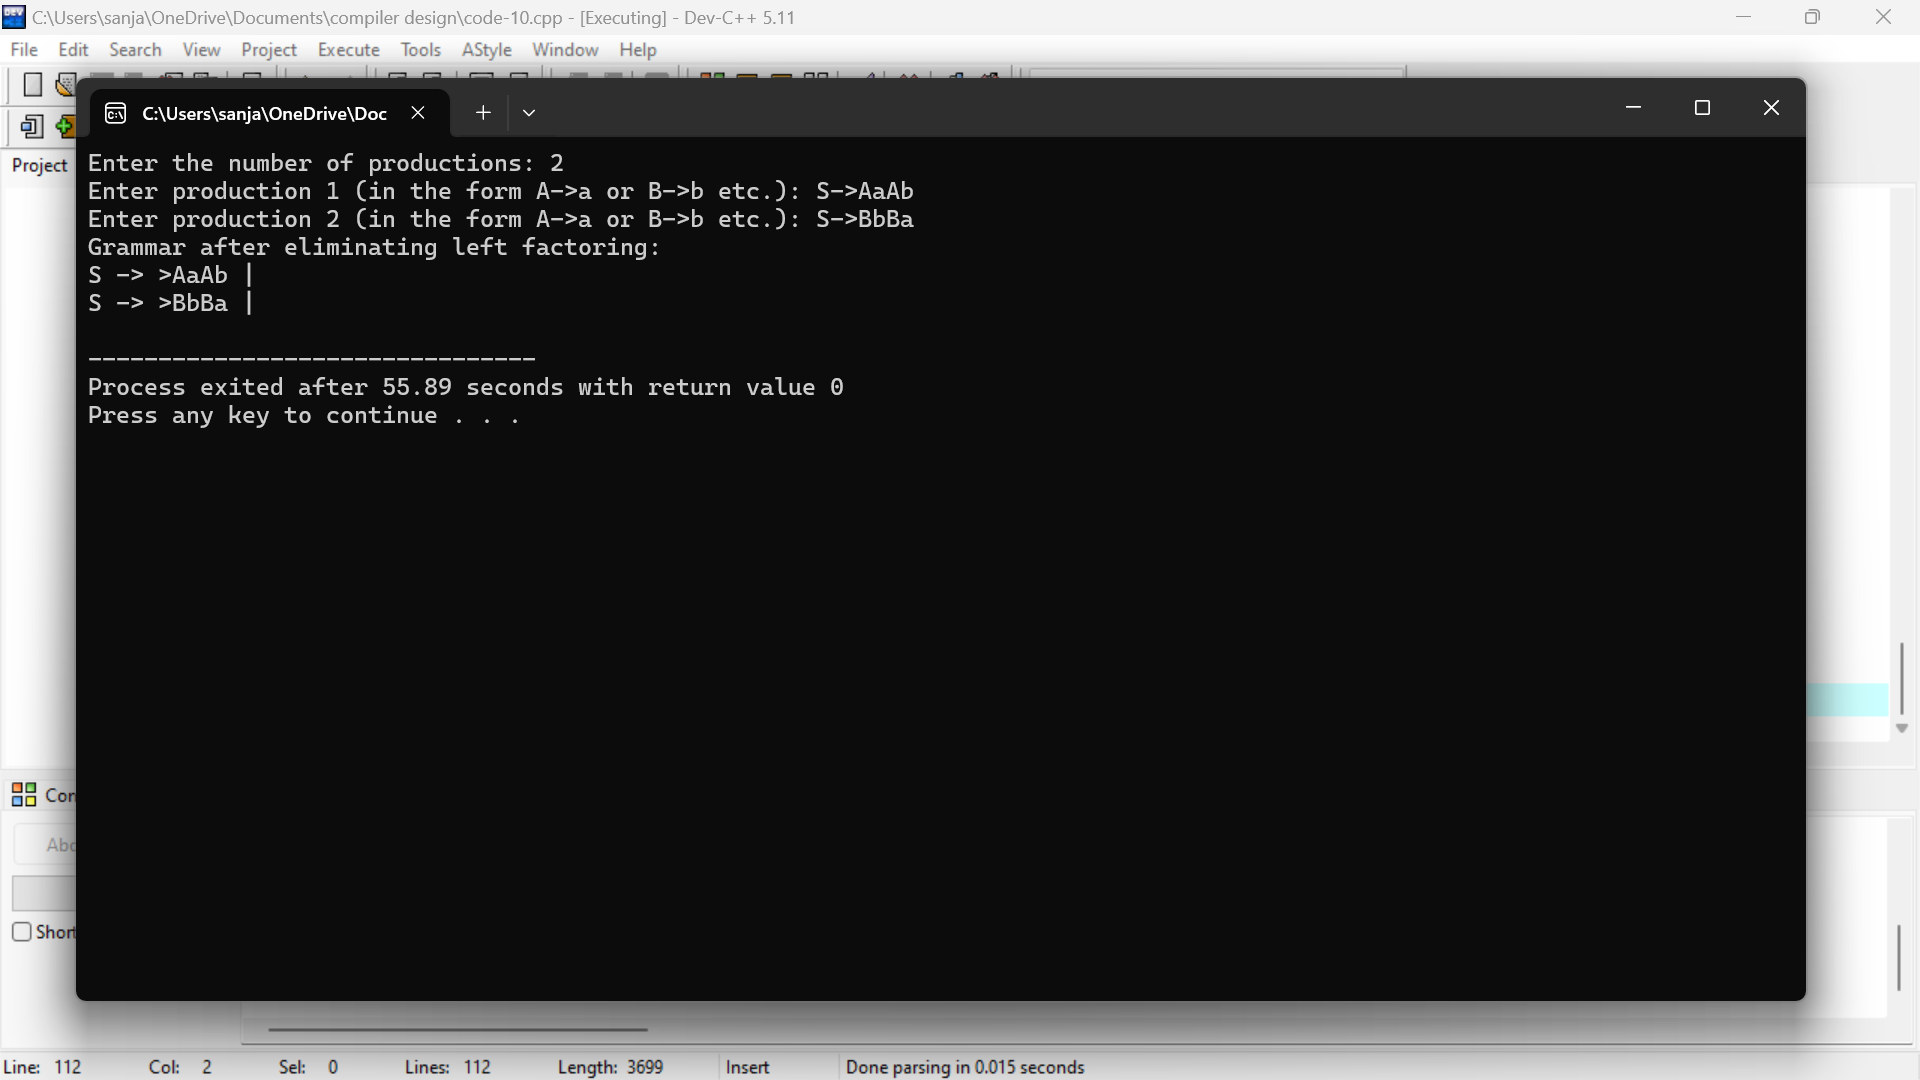 C:\Users\sanja\OneDrive\Documents\compiler design\code-10.cpp - [Executing] - Dev-C++ 5.11
File Edit Search View Project Execute Tools AStyle Window Help
C:\Users\sanja\OneDrive\Doc
Project
Enter the number of productions: 2
Enter production 1 (in the form A->a or B->b etc.): S->AaAb
Enter production 2 (in the form A->a or B->b etc.): S->BbBa
Grammar after eliminating left factoring:
S -> >AaAb |
S -> >BbBa |
--------------------------------
Process exited after 55.89 seconds with return value 0
Press any key to continue . . .
Short
Line: 112 Col: 2 Sel: 0 Lines: 112 Length: 3699 Insert Done parsing in 0.015 seconds